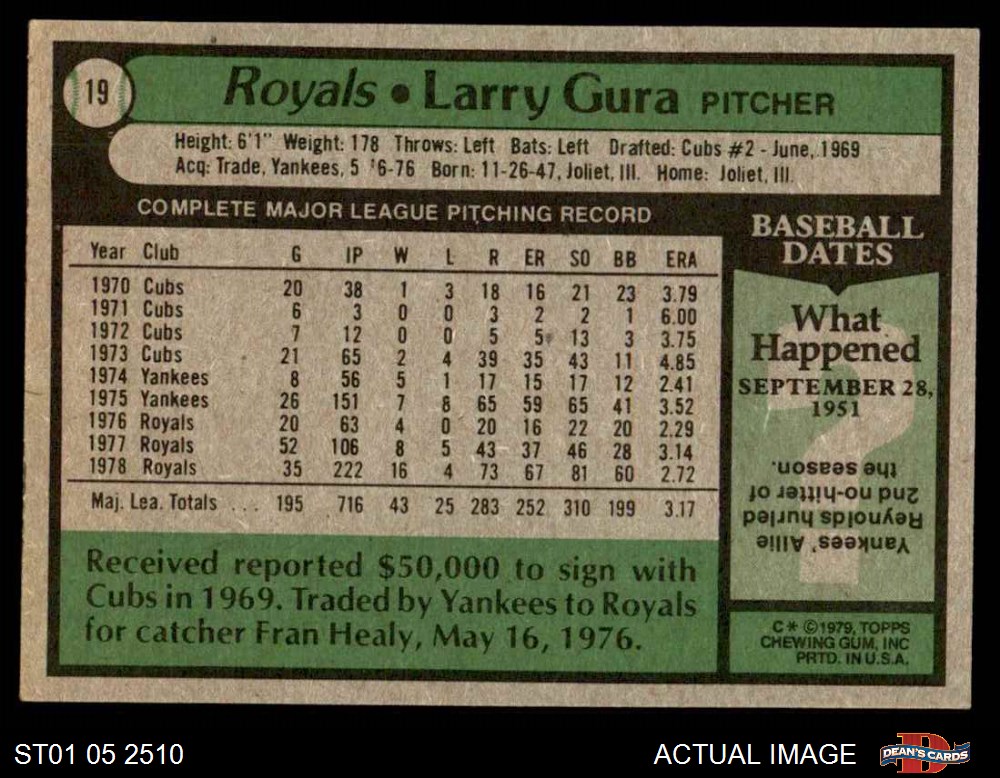 19
Royals • Larry Gura PITCHER
Height: 6'1" Weight: 178 Throws: Left Bats: Left Drafted: Cubs #2 - June, 1969
Acq: Trade, Yankees, 5 '6-76 Born: 11-26-47, Joliet, Ill. Home: Joliet, Ill.
COMPLETE MAJOR LEAGUE PITCHING RECORD
Year Club G IP W L R ER SO BB ERA
1970 Cubs 20 38 1 3 18 16 21 23 3.79
1971 Cubs 6 3 0 0 3 2 2 1 6.00
1972 Cubs 7 12 0 0 5 5 13 3 3.75
1973 Cubs 21 65 2 4 39 35 43 11 4.85
1974 Yankees 8 56 5 1 17 15 17 12 2.41
1975 Yankees 26 151 7 8 65 59 65 41 3.52
1976 Royals 20 63 4 0 20 16 22 20 2.29
1977 Royals 52 106 8 5 43 37 46 28 3.14
1978 Royals 35 222 16 4 73 67 81 60 2.72
Maj. Lea. Totals ... 195 716 43 25 283 252 310 199 3.17
Received reported $50,000 to sign with
Cubs in 1969. Traded by Yankees to Royals
for catcher Fran Healy, May 16, 1976.
BASEBALL
DATES
What
Happened
SEPTEMBER 28,
1951
Yankees' Allie
Reynolds hurled
2nd no-hitter of
the season.
C* ©1979, TOPPS
CHEWING GUM, INC
PRTD. IN U.S.A.
ST01 05 2510
ACTUAL IMAGE
DEAN'S CARDS